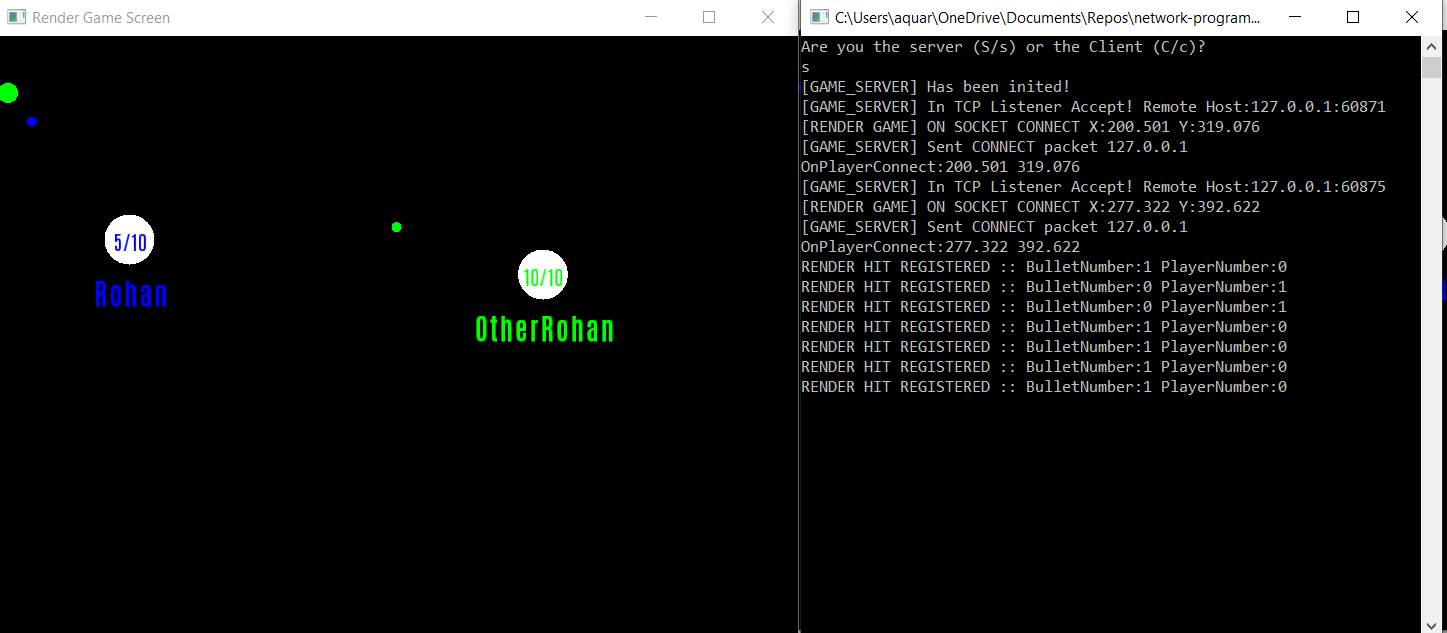 Render Game Screen
5/10
Rohan
10/10
OtherRohan
C:\Users\aquar\OneDrive\Documents\Repos\network-program...
Are you the server (S/s) or the Client (C/c)?
s
[GAME_SERVER] Has been inited!
[GAME_SERVER] In TCP Listener Accept! Remote Host:127.0.0.1:60871
[RENDER GAME] ON SOCKET CONNECT X:200.501 Y:319.076
[GAME_SERVER] Sent CONNECT packet 127.0.0.1
OnPlayerConnect:200.501 319.076
[GAME_SERVER] In TCP Listener Accept! Remote Host:127.0.0.1:60875
[RENDER GAME] ON SOCKET CONNECT X:277.322 Y:392.622
[GAME_SERVER] Sent CONNECT packet 127.0.0.1
OnPlayerConnect:277.322 392.622
RENDER HIT REGISTERED :: BulletNumber:1 PlayerNumber:0
RENDER HIT REGISTERED :: BulletNumber:0 PlayerNumber:1
RENDER HIT REGISTERED :: BulletNumber:0 PlayerNumber:1
RENDER HIT REGISTERED :: BulletNumber:1 PlayerNumber:0
RENDER HIT REGISTERED :: BulletNumber:1 PlayerNumber:0
RENDER HIT REGISTERED :: BulletNumber:1 PlayerNumber:0
RENDER HIT REGISTERED :: BulletNumber:1 PlayerNumber:0